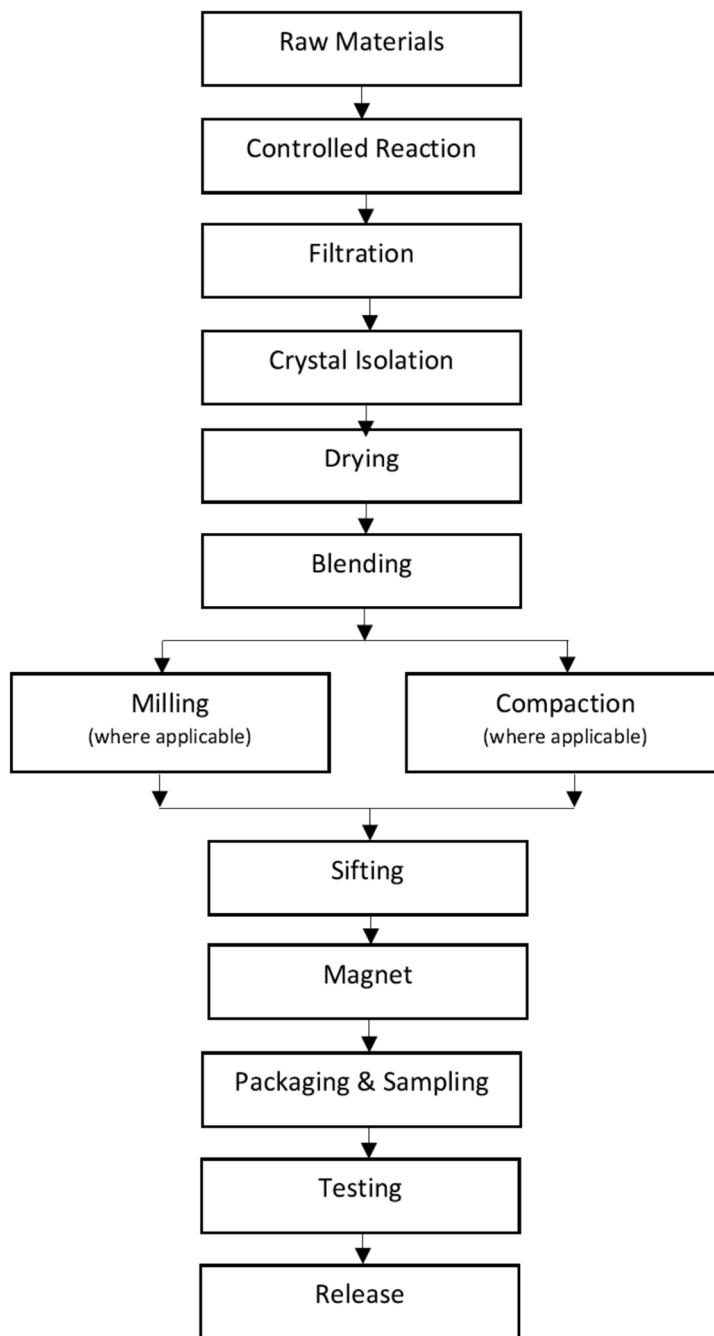 Raw Materials
Controlled Reaction
Filtration
Crystal Isolation
Drying
Blending
Milling
(where applicable)
Compaction
(where applicable)
Sifting
Magnet
Packaging & Sampling
Testing
Release